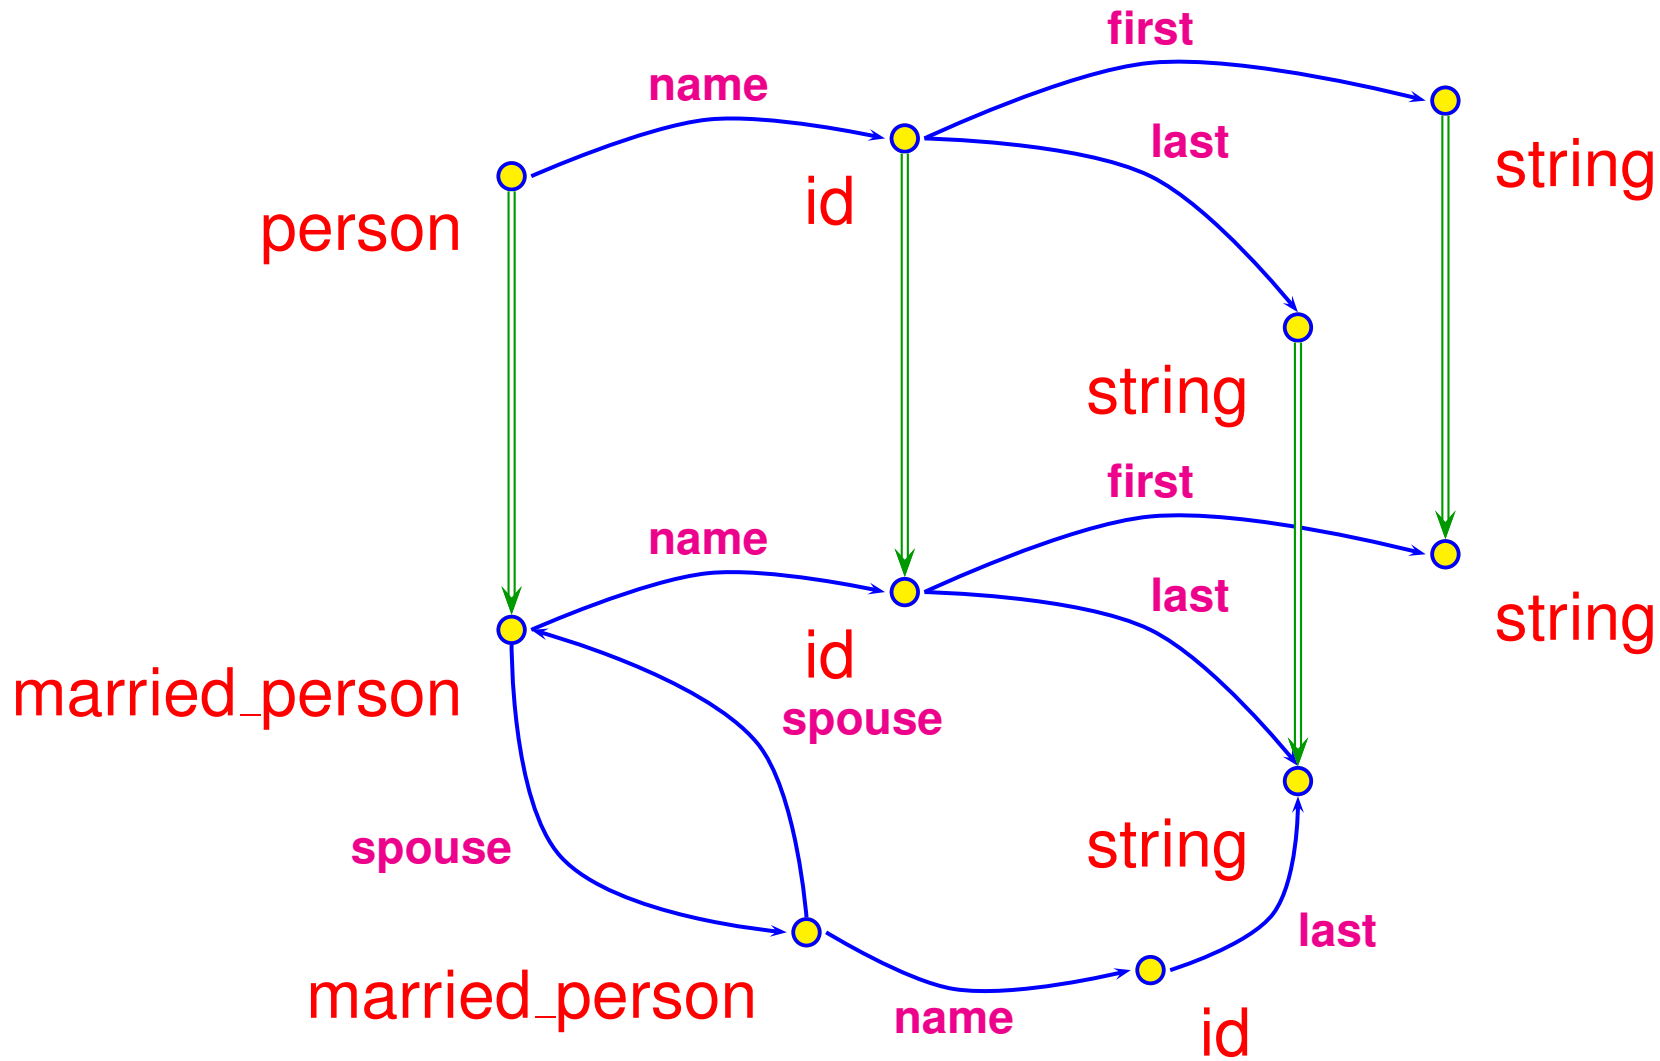 first
name
last
string
person
id
string
first
name
last
string
id
married_person
spouse
string
spouse
last
married_person
name
id